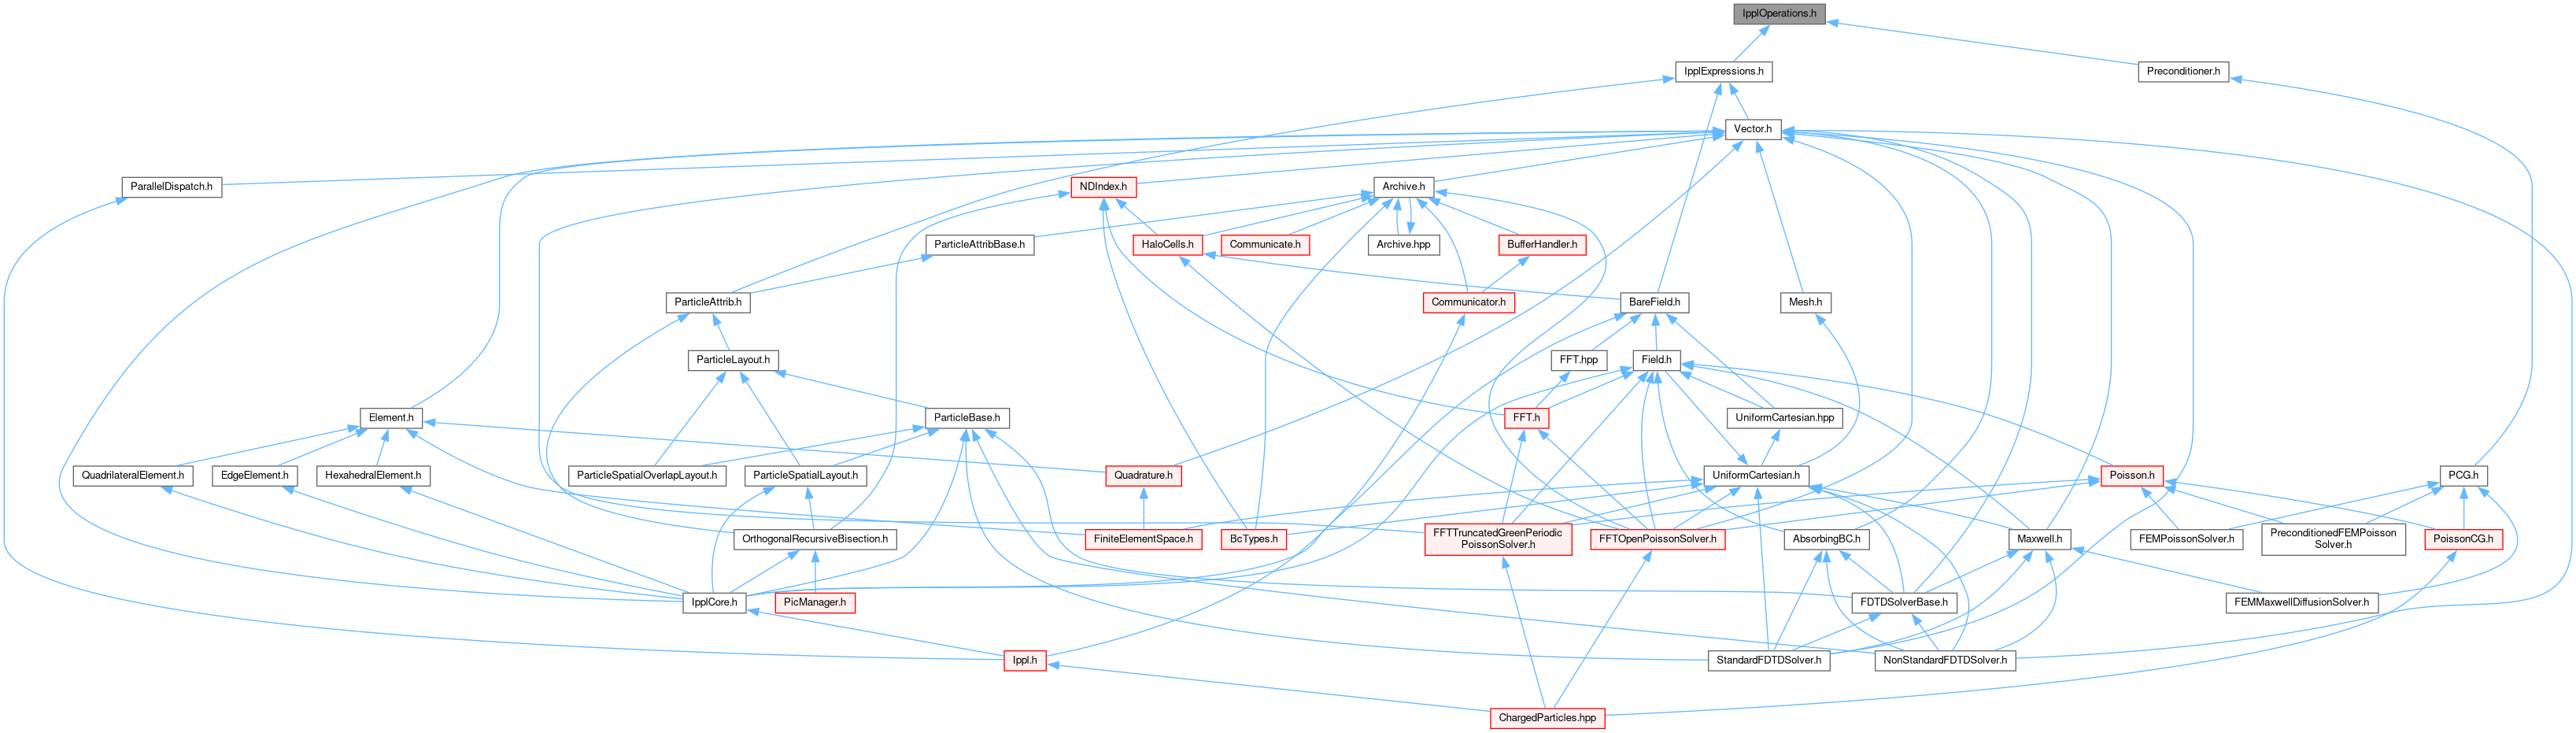 IpplOperations.h
IpplExpressions.h
Preconditioner.h
Vector.h
ParallelDispatch.h
NDIndex.h
Archive.h
ParticleAttribBase.h
HaloCells.h
Communicate.h
Archive.hpp
BufferHandler.h
ParticleAttrib.h
Communicator.h
BareField.h
Mesh.h
ParticleLayout.h
FFT.hpp
Field.h
Element.h
ParticleBase.h
FFT.h
UniformCartesian.hpp
QuadrilateralElement.h
EdgeElement.h
HexahedralElement.h
ParticleSpatialOverlapLayout.h
ParticleSpatialLayout.h
Quadrature.h
UniformCartesian.h
Poisson.h
PCG.h
OrthogonalRecursiveBisection.h
FiniteElementSpace.h
BcTypes.h
FFTTruncatedGreenPeriodic
PoissonSolver.h
FFTOpenPoissonSolver.h
AbsorbingBC.h
Maxwell.h
FEMPoissonSolver.h
PreconditionedFEMPoisson
Solver.h
PoissonCG.h
IpplCore.h
PicManager.h
FDTDSolverBase.h
FEMMaxwellDiffusionSolver.h
Ippl.h
StandardFDTDSolver.h
NonStandardFDTDSolver.h
ChargedParticles.hpp